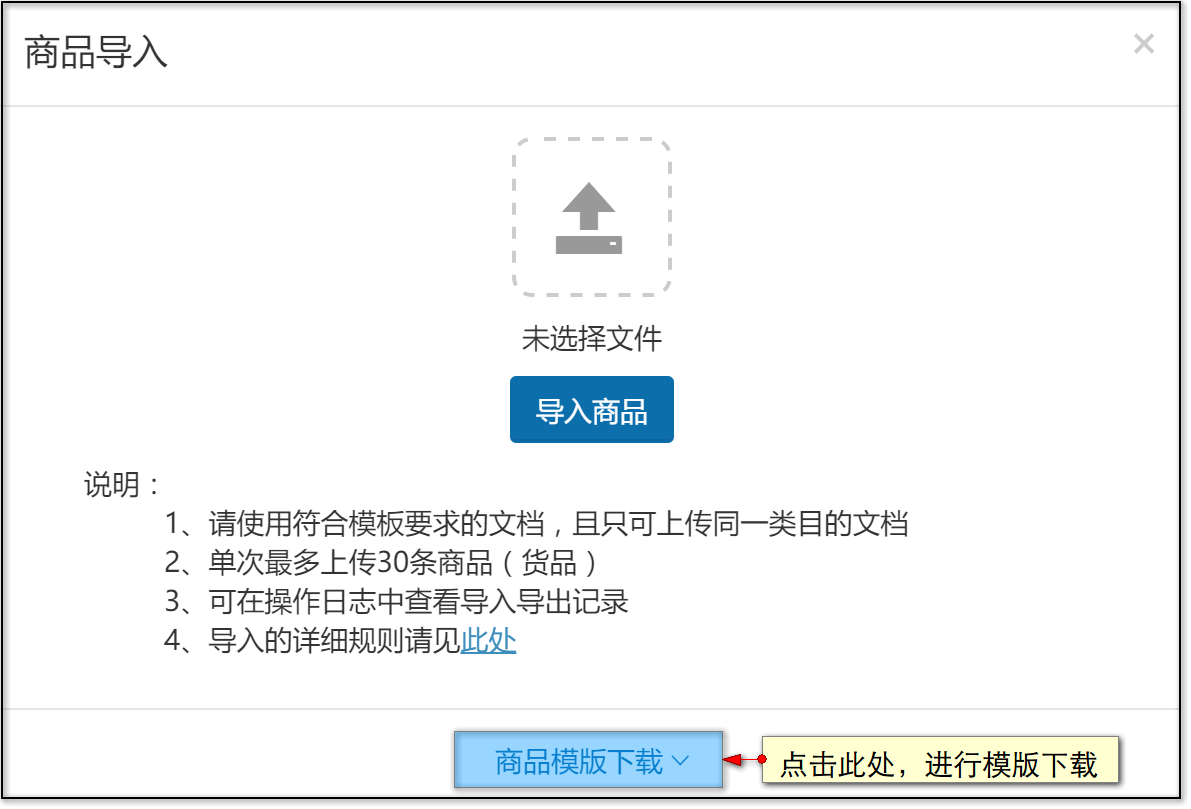 商品导入
未选择文件
导入商品
说明：
1、请使用符合模板要求的文档，且只可上传同一类目的文档
2、单次最多上传30条商品（货品）
3、可在操作日志中查看导入导出记录
4、导入的详细规则请见此处
商品模版下载
点击此处，进行模版下载